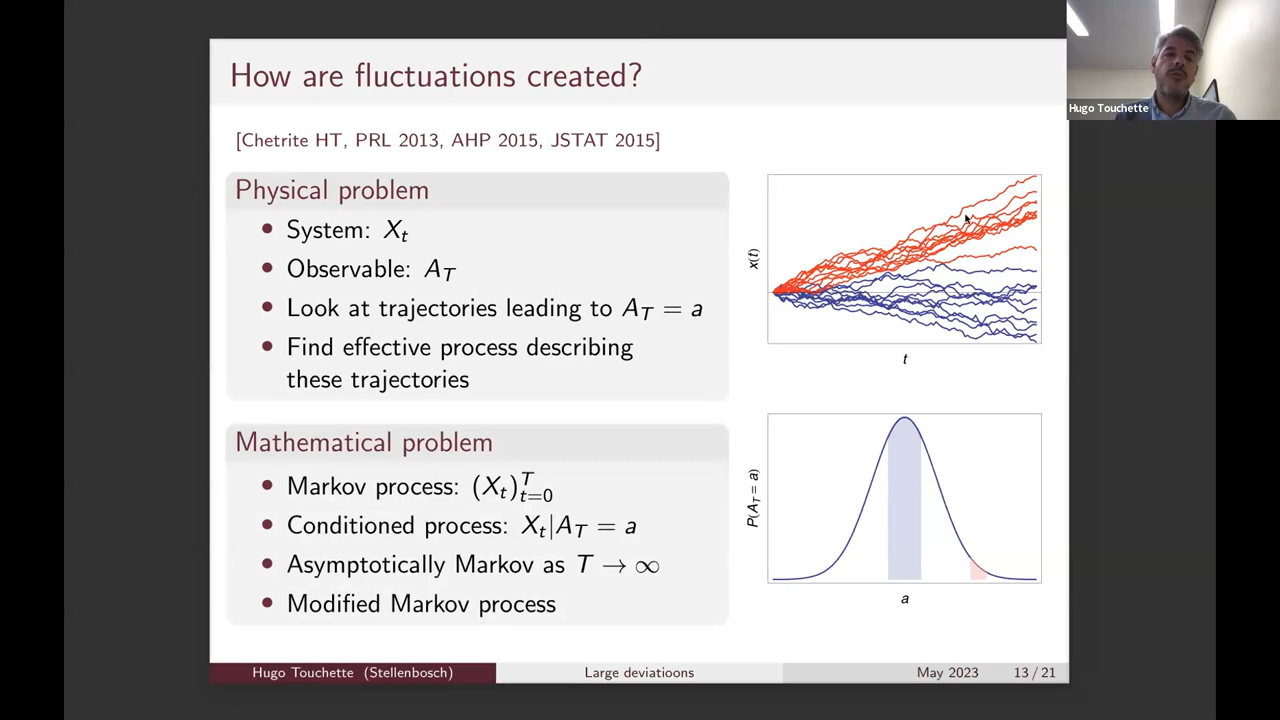 How are fluctuations created?
Hugo Touchette
[Chetrite HT, PRL 2013, AHP 2015, JSTAT 2015]
Physical problem
• System: X_t
• Observable: A_T
• Look at trajectories leading to A_T = a
• Find effective process describing
these trajectories
x(t)
t
Mathematical problem
• Markov process: (X_t)_{t=0}^T
• Conditioned process: X_t|A_T = a
• Asymptotically Markov as T → ∞
• Modified Markov process
P(A_T = a)
a
Hugo Touchette (Stellenbosch) Large deviatioons May 2023 13 / 21